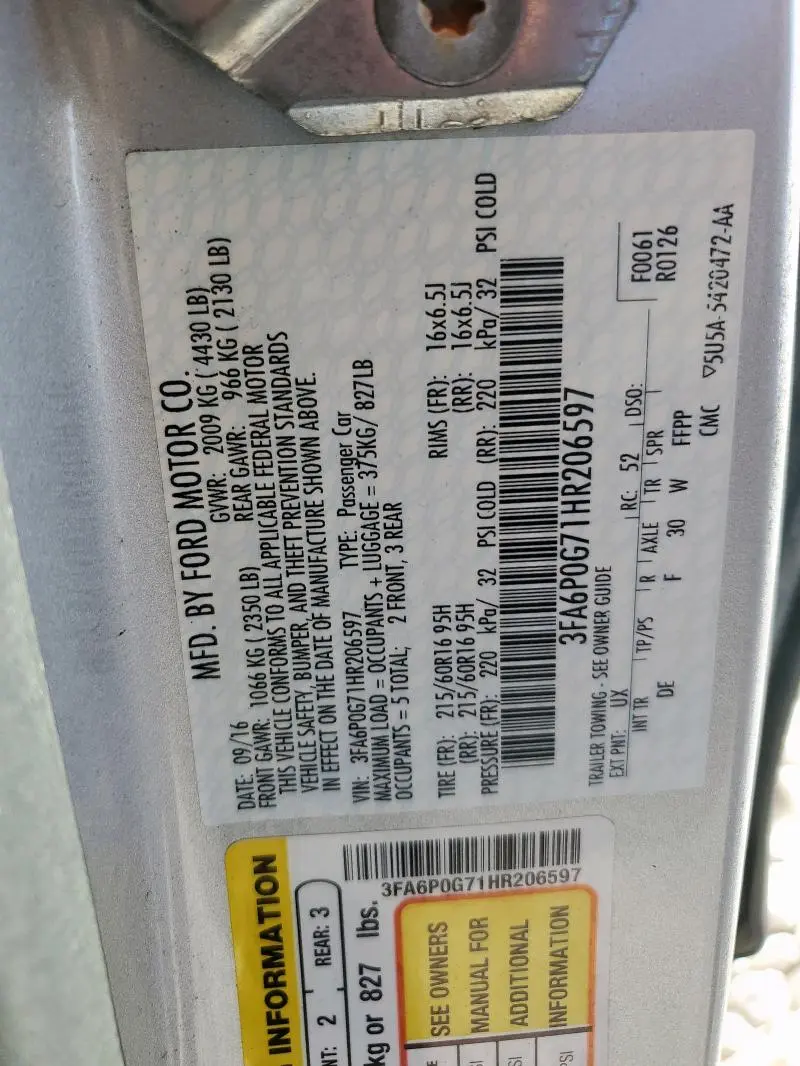 MFD. BY FORD MOTOR CO.
DATE: 09/16 GVWR: 2009 KG ( 4430 LB)
FRONT GAWR: 1066 KG ( 2350 LB) REAR GAWR: 966 KG ( 2130 LB)
THIS VEHICLE CONFORMS TO ALL APPLICABLE FEDERAL MOTOR
VEHICLE SAFETY, BUMPER, AND THEFT PREVENTION STANDARDS
IN EFFECT ON THE DATE OF MANUFACTURE SHOWN ABOVE.
VIN: 3FA6P0G71HR206597 TYPE: Passenger Car
MAXIMUM LOAD = OCCUPANTS + LUGGAGE = 375KG/ 827LB
OCCUPANTS = 5 TOTAL; 2 FRONT, 3 REAR
TIRE (FR): 215/60R16 95H RIMS (FR): 16x6.5J
(RR): 215/60R16 95H (RR): 16x6.5J
PRESSURE (FR): 220 kPa/ 32 PSI COLD (RR): 220 kPa/ 32 PSI COLD
3FA6P0G71HR206597
TRAILER TOWING - SEE OWNER GUIDE
F0061
R0126
EXT PNT: UX RC: 52 DSO:
INT TR TP/PS R AXLE TR SPR
DE F 30 W FFPP
CMC ▽5U5A-5420472-AA
INFORMATION
NT: 2 REAR: 3
kg or 827 lbs.
3FA6P0G71HR206597
SEE OWNERS
MANUAL FOR
ADDITIONAL
INFORMATION